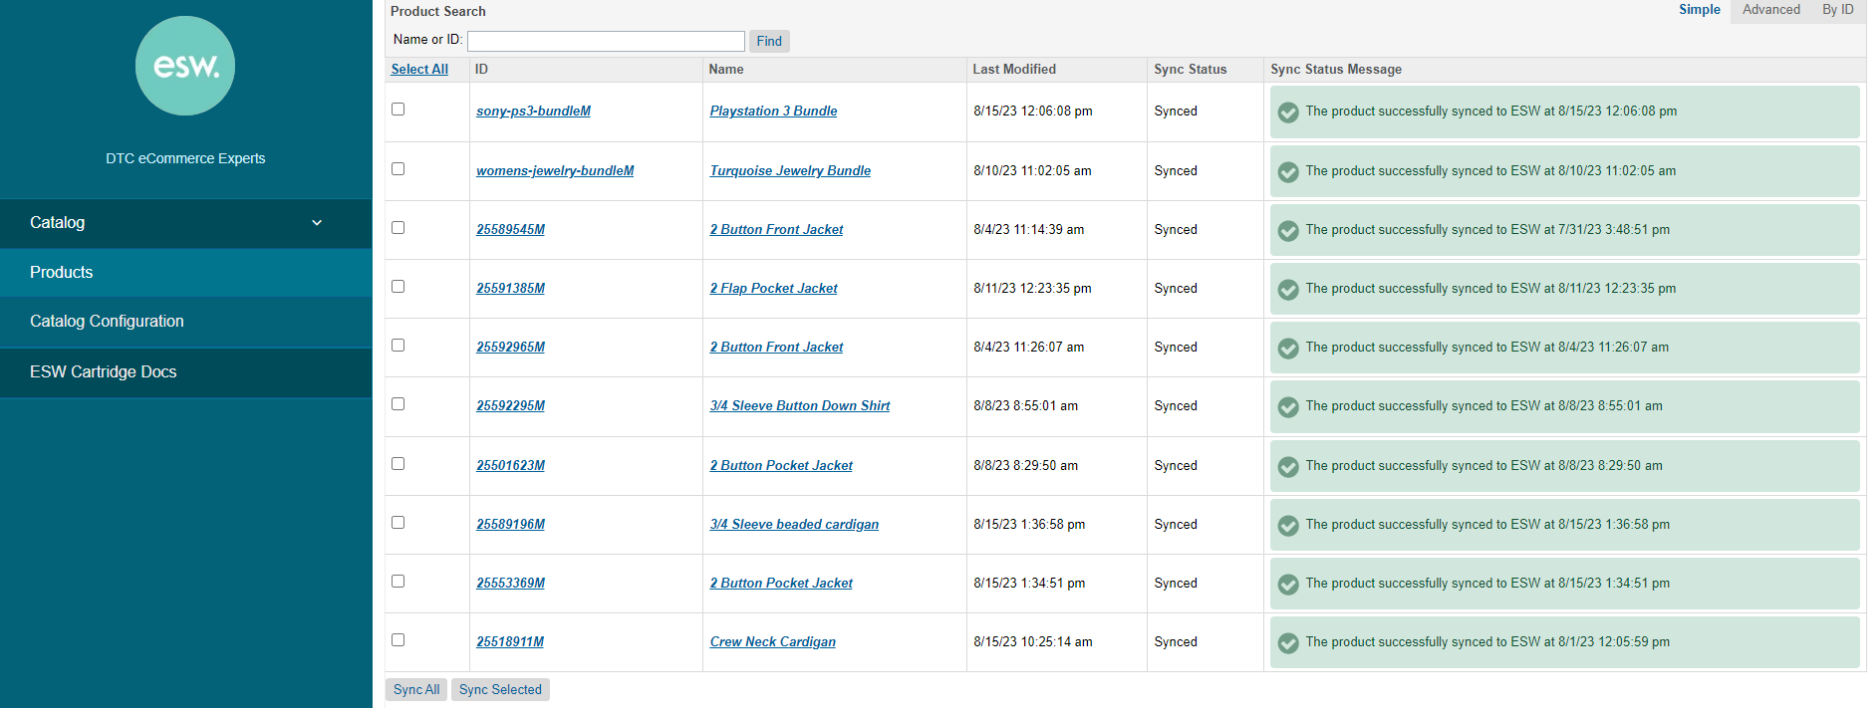 esw.
DTC eCommerce Experts
Catalog
Products
Catalog Configuration
ESW Cartridge Docs
Product Search
Simple Advanced By ID
Name or ID: Find
Select All ID Name Last Modified Sync Status Sync Status Message
sony-ps3-bundleM Playstation 3 Bundle 8/15/23 12:06:08 pm Synced The product successfully synced to ESW at 8/15/23 12:06:08 pm
womens-jewelry-bundleM Turquoise Jewelry Bundle 8/10/23 11:02:05 am Synced The product successfully synced to ESW at 8/10/23 11:02:05 am
25589545M 2 Button Front Jacket 8/4/23 11:14:39 am Synced The product successfully synced to ESW at 7/31/23 3:48:51 pm
25591385M 2 Flap Pocket Jacket 8/11/23 12:23:35 pm Synced The product successfully synced to ESW at 8/11/23 12:23:35 pm
25592965M 2 Button Front Jacket 8/4/23 11:26:07 am Synced The product successfully synced to ESW at 8/4/23 11:26:07 am
25592295M 3/4 Sleeve Button Down Shirt 8/8/23 8:55:01 am Synced The product successfully synced to ESW at 8/8/23 8:55:01 am
25501623M 2 Button Pocket Jacket 8/8/23 8:29:50 am Synced The product successfully synced to ESW at 8/8/23 8:29:50 am
25589196M 3/4 Sleeve beaded cardigan 8/15/23 1:36:58 pm Synced The product successfully synced to ESW at 8/15/23 1:36:58 pm
25553369M 2 Button Pocket Jacket 8/15/23 1:34:51 pm Synced The product successfully synced to ESW at 8/15/23 1:34:51 pm
25518911M Crew Neck Cardigan 8/15/23 10:25:14 am Synced The product successfully synced to ESW at 8/1/23 12:05:59 pm
Sync All Sync Selected